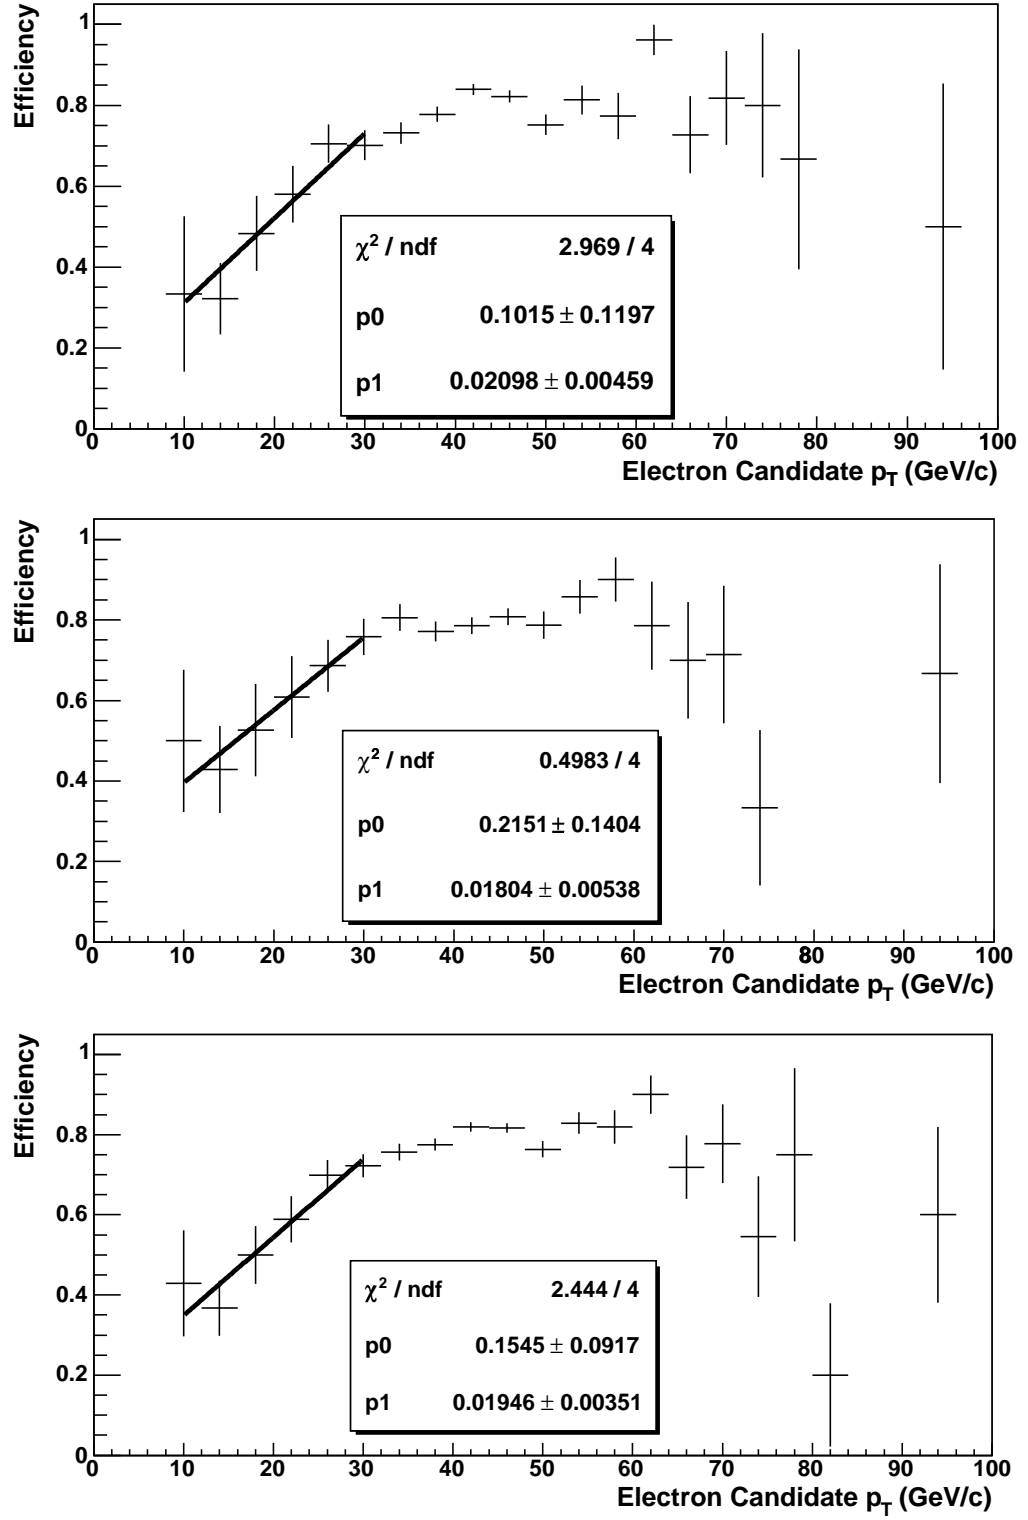 Efficiency
1
0.8
0.6
0.4
0.2
0
χ² / ndf 2.969 / 4
p0 0.1015 ± 0.1197
p1 0.02098 ± 0.00459
0 10 20 30 40 50 60 70 80 90 100
Electron Candidate p_T (GeV/c)
Efficiency
1
0.8
0.6
0.4
0.2
0
χ² / ndf 0.4983 / 4
p0 0.2151 ± 0.1404
p1 0.01804 ± 0.00538
0 10 20 30 40 50 60 70 80 90 100
Electron Candidate p_T (GeV/c)
Efficiency
1
0.8
0.6
0.4
0.2
0
χ² / ndf 2.444 / 4
p0 0.1545 ± 0.0917
p1 0.01946 ± 0.00351
0 10 20 30 40 50 60 70 80 90 100
Electron Candidate p_T (GeV/c)